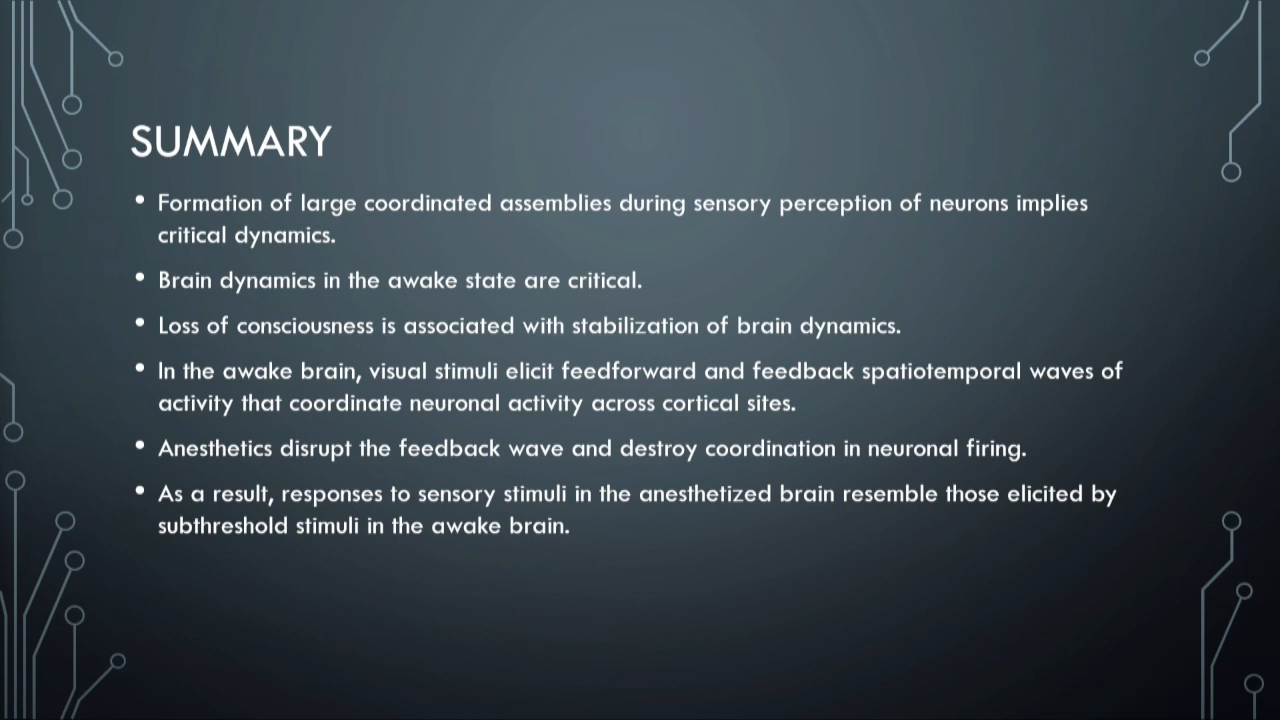 SUMMARY
• Formation of large coordinated assemblies during sensory perception of neurons implies
critical dynamics.
• Brain dynamics in the awake state are critical.
• Loss of consciousness is associated with stabilization of brain dynamics.
• In the awake brain, visual stimuli elicit feedforward and feedback spatiotemporal waves of
activity that coordinate neuronal activity across cortical sites.
• Anesthetics disrupt the feedback wave and destroy coordination in neuronal firing.
• As a result, responses to sensory stimuli in the anesthetized brain resemble those elicited by
subthreshold stimuli in the awake brain.